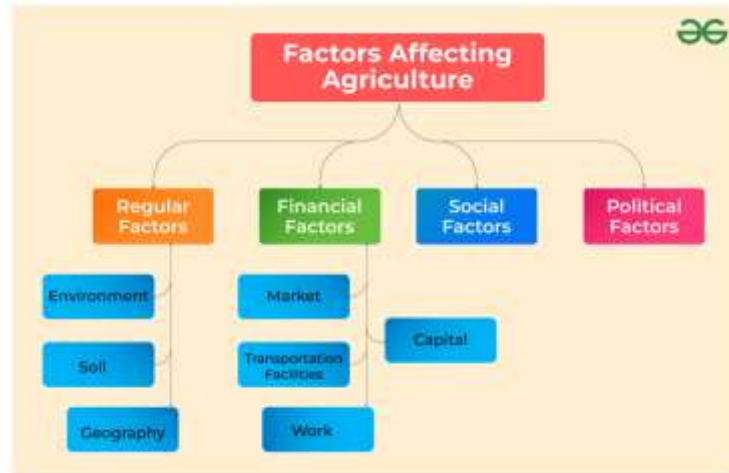 Factors Affecting
Agriculture
Regular
Factors
Financial
Factors
Social
Factors
Political
Factors
Environment
Soil
Geography
Market
Transportation
Facilities
Work
Capital